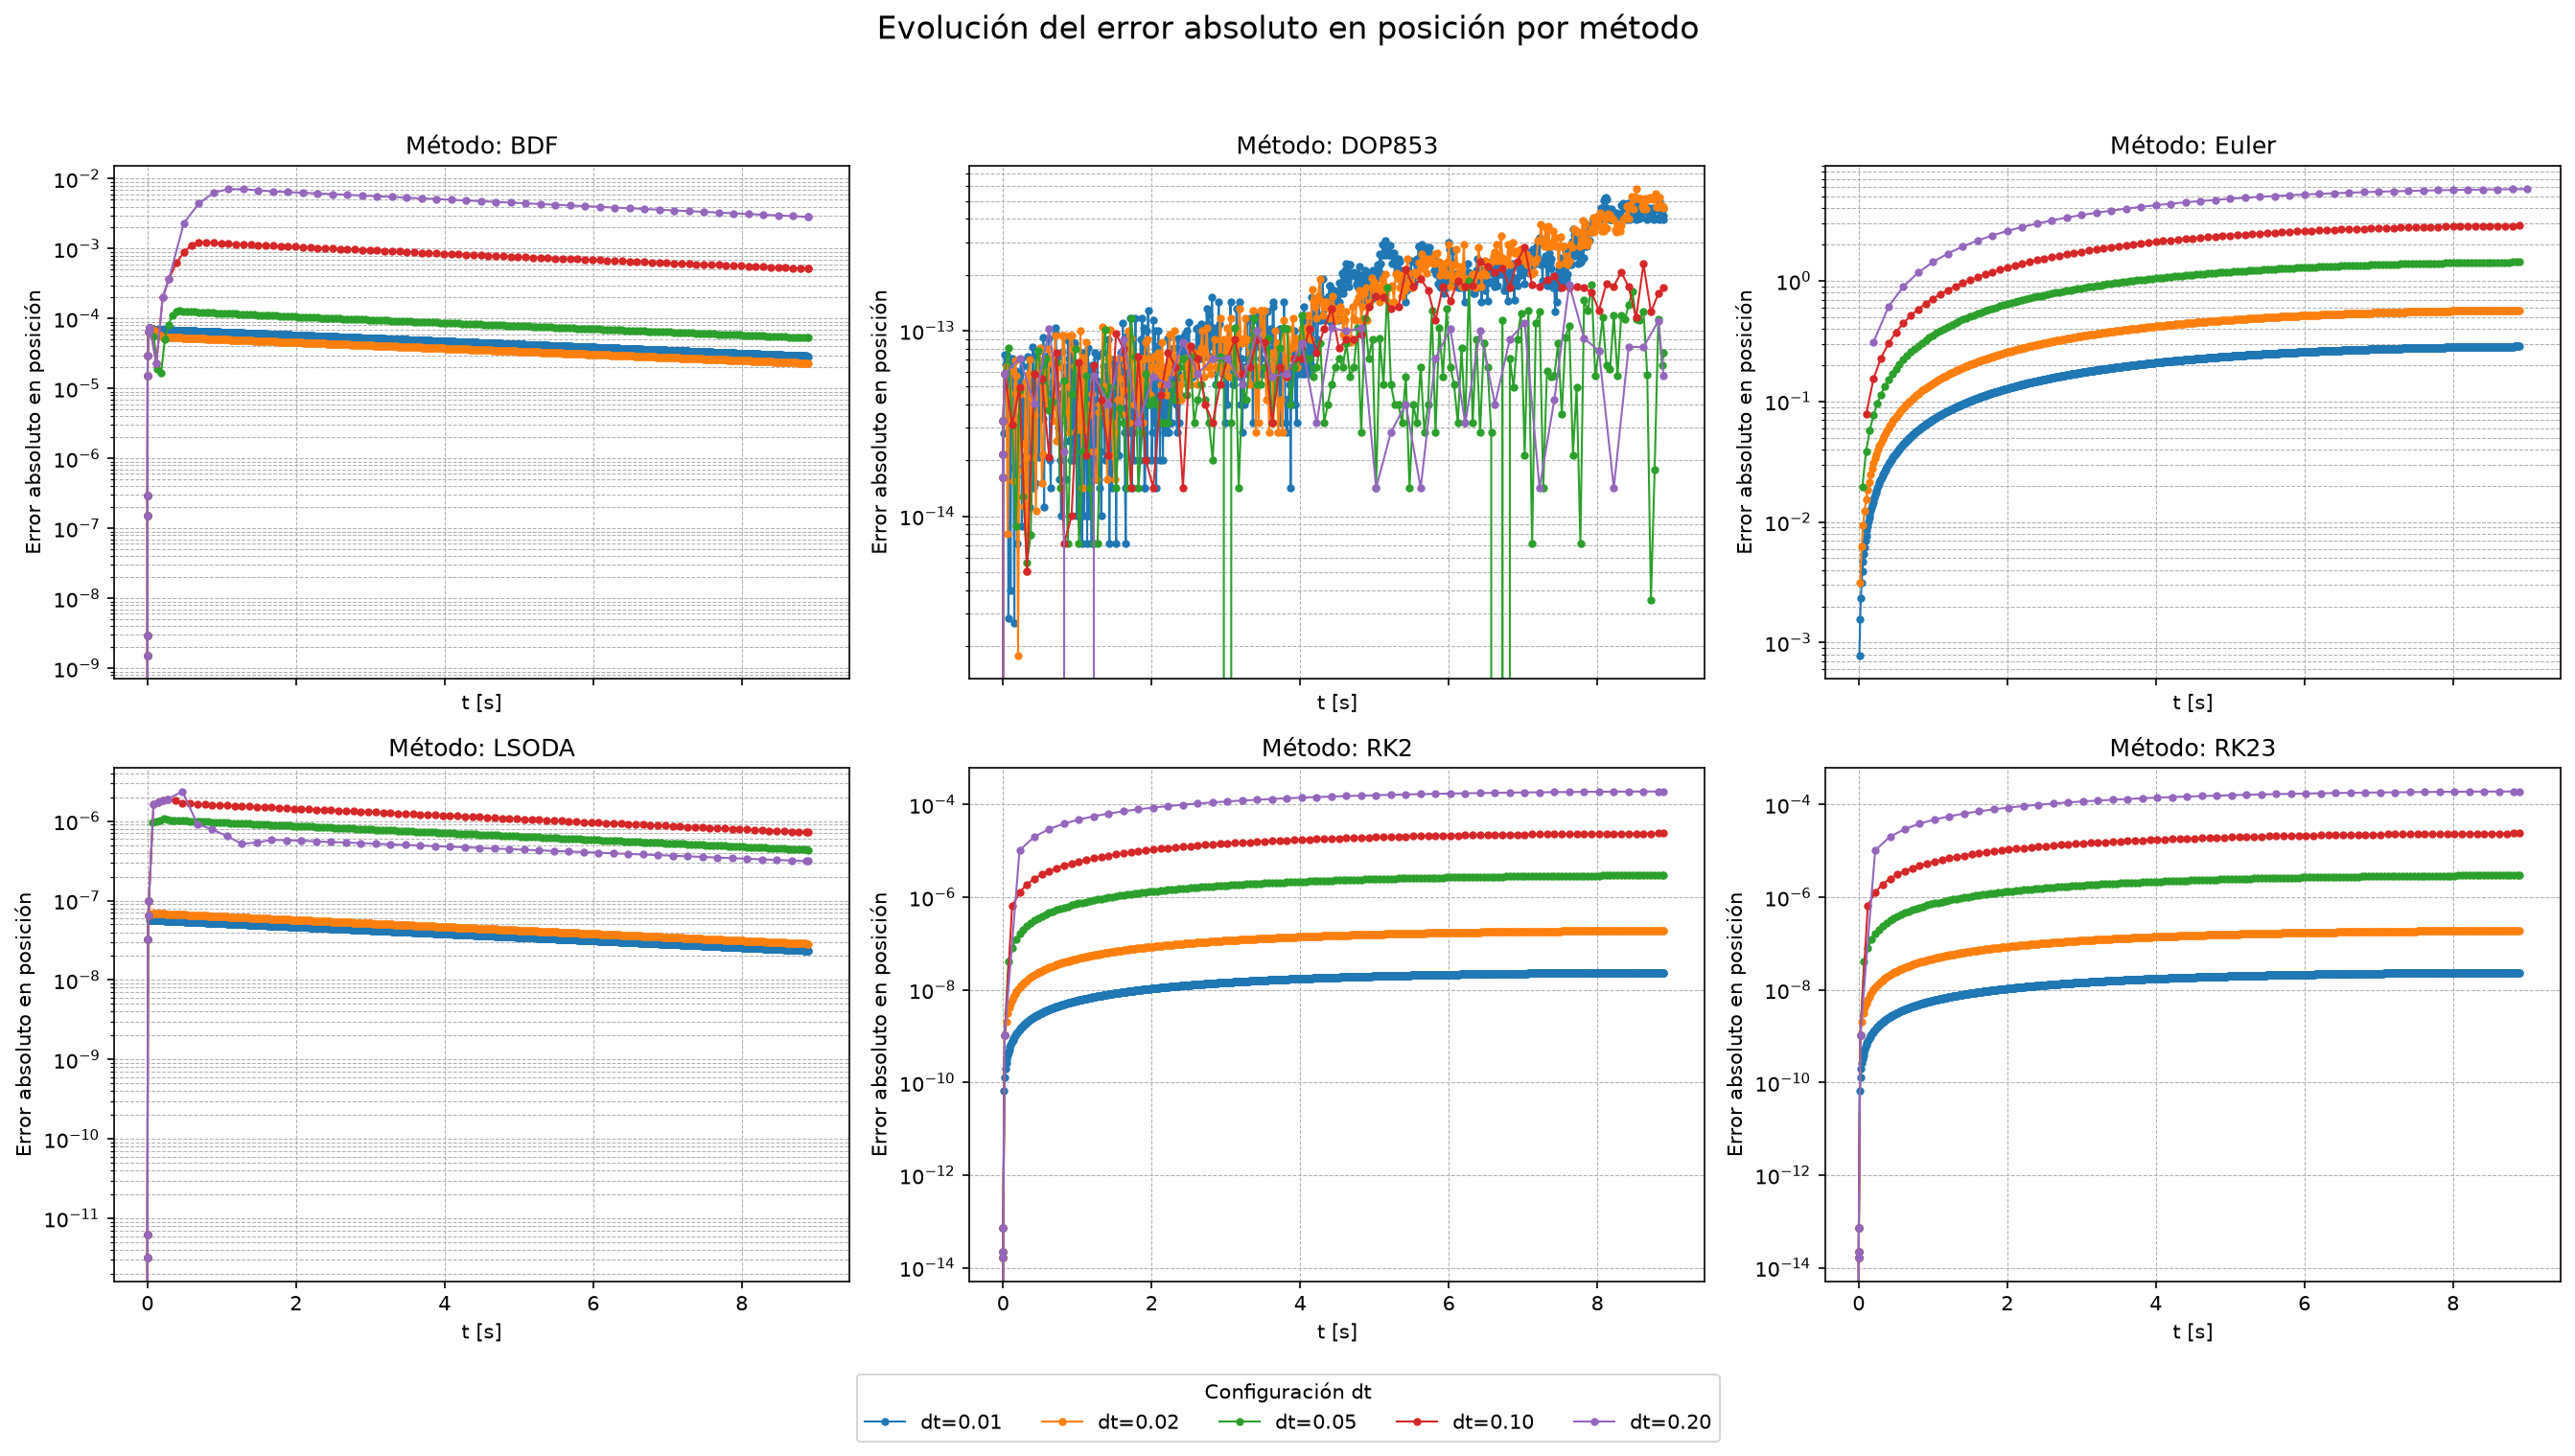 Evolución del error absoluto en posición por método
Método: BDF
Error absoluto en posición
10⁻²
10⁻³
10⁻⁴
10⁻⁵
10⁻⁶
10⁻⁷
10⁻⁸
10⁻⁹
t [s]
Método: DOP853
Error absoluto en posición
10⁻¹³
10⁻¹⁴
t [s]
Método: Euler
Error absoluto en posición
10⁰
10⁻¹
10⁻²
10⁻³
t [s]
Método: LSODA
Error absoluto en posición
10⁻⁶
10⁻⁷
10⁻⁸
10⁻⁹
10⁻¹⁰
10⁻¹¹
0 2 4 6 8
t [s]
Método: RK2
Error absoluto en posición
10⁻⁴
10⁻⁶
10⁻⁸
10⁻¹⁰
10⁻¹²
10⁻¹⁴
0 2 4 6 8
t [s]
Método: RK23
Error absoluto en posición
10⁻⁴
10⁻⁶
10⁻⁸
10⁻¹⁰
10⁻¹²
10⁻¹⁴
0 2 4 6 8
t [s]
Configuración dt
dt=0.01 dt=0.02 dt=0.05 dt=0.10 dt=0.20